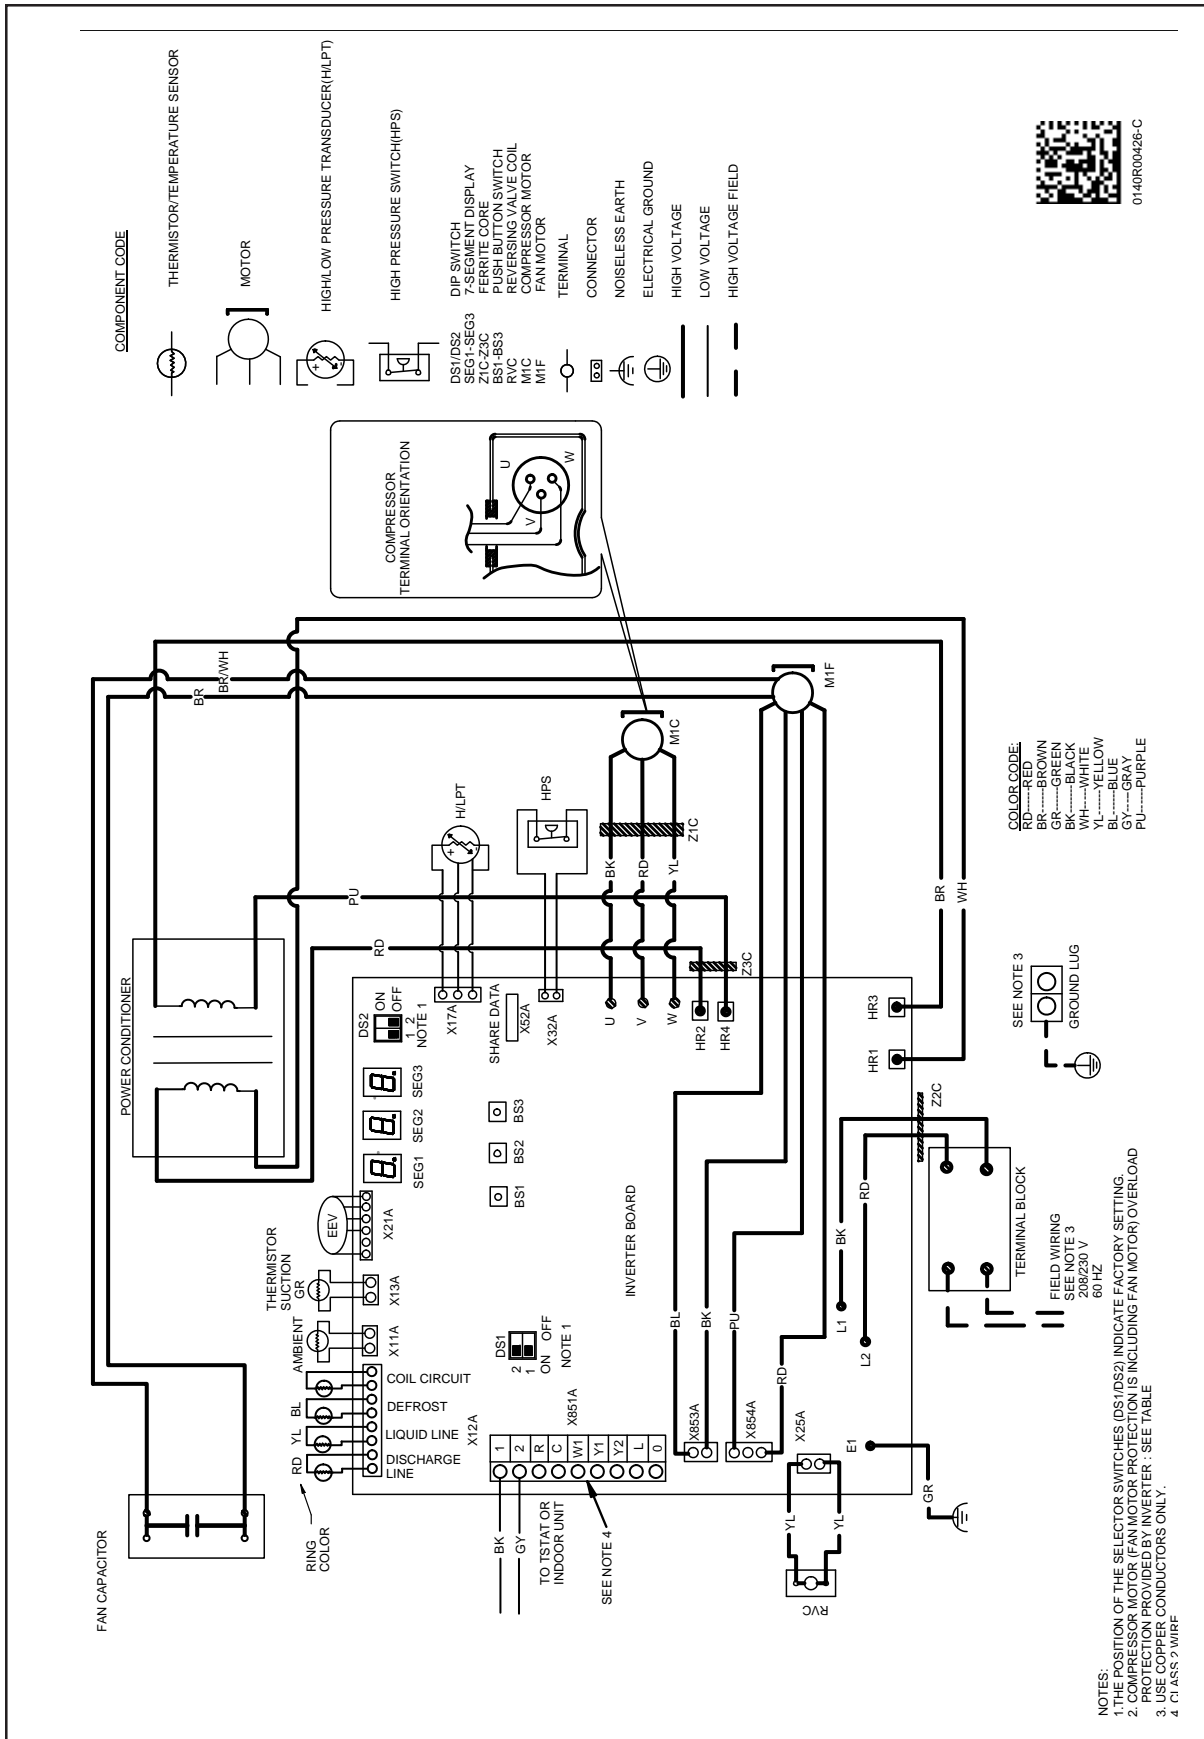 COMPONENT CODE
THERMISTOR/TEMPERATURE SENSOR
MOTOR
HIGH/LOW PRESSURE TRANSDUCER(H/LPT)
+
-
HIGH PRESSURE SWITCH(HPS)
DS1/DS2 DIP SWITCH
SEG1-SEG3 7-SEGMENT DISPLAY
Z1C-Z3C FERRITE CORE
BS1-BS3 PUSH BUTTON SWITCH
RVC REVERSING VALVE COIL
M1C COMPRESSOR MOTOR
M1F FAN MOTOR
TERMINAL
CONNECTOR
NOISELESS EARTH
ELECTRICAL GROUND
HIGH VOLTAGE
LOW VOLTAGE
HIGH VOLTAGE FIELD
0140R00426-C
COMPRESSOR
TERMINAL ORIENTATION
U
V
W
BR
BR/WH
POWER CONDITIONER
PU
RD
H/LPT
+
-
HPS
M1C
M1F
BK
RD
YL
Z1C
Z3C
FAN CAPACITOR
RING
COLOR
RD
YL
BL
AMBIENT
THERMISTOR
SUCTION
GR
EEV
COIL CIRCUIT
DEFROST
LIQUID LINE
DISCHARGE
LINE
X12A
X11A
X13A
X21A
SEG1
8.
SEG2
8.
SEG3
8.
DS2
ON
OFF
1 2
NOTE 1
X17A
SHARE DATA
X52A
X32A
BS1
BS2
BS3
DS1
2
1
ON OFF
NOTE 1
U
V
W
HR2
HR4
INVERTER BOARD
X851A
1
2
R
C
W1
Y1
Y2
L
0
BK
GY
TO TSTAT OR
INDOOR UNIT
SEE NOTE 4
BL
BK
PU
RD
X853A
X854A
X25A
YL
YL
RVC
E1
GR
L1
L2
BK
RD
Z2C
HR1
HR3
BR
WH
TERMINAL BLOCK
FIELD WIRING
SEE NOTE 3
208/230 V
60 HZ
SEE NOTE 3
GROUND LUG
COLOR CODE:
RD-----RED
BR-----BROWN
GR-----GREEN
BK-----BLACK
WH-----WHITE
YL-----YELLOW
BL-----BLUE
GY-----GRAY
PU-----PURPLE
NOTES:
1.THE POSITION OF THE SELECTOR SWITCHES (DS1/DS2) INDICATE FACTORY SETTING.
2. COMPRESSOR MOTOR (FAN MOTOR PROTECTION IS INCLUDING FAN MOTOR) OVERLOAD
PROTECTION PROVIDED BY INVERTER : SEE TABLE
3. USE COPPER CONDUCTORS ONLY.
4. CLASS 2 WIRE